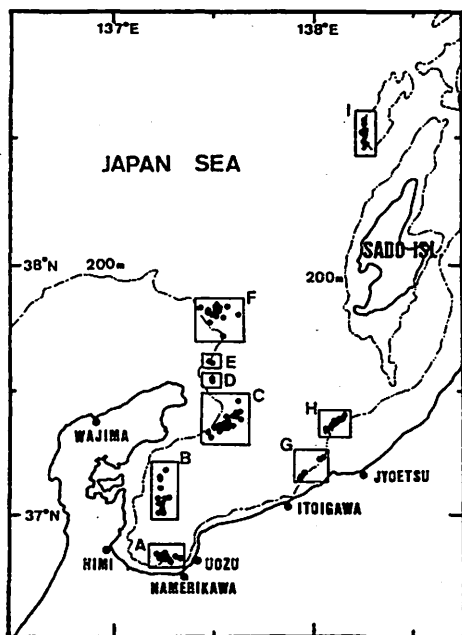 137°E 138°E
I
JAPAN SEA
SADO ISL
38°N 200m 200m
F
E
D
C
H
WAJIMA
B G
JYOETSU
37°N ITOIGAWA
A
HIMI UOZU
NAMERIKAWA